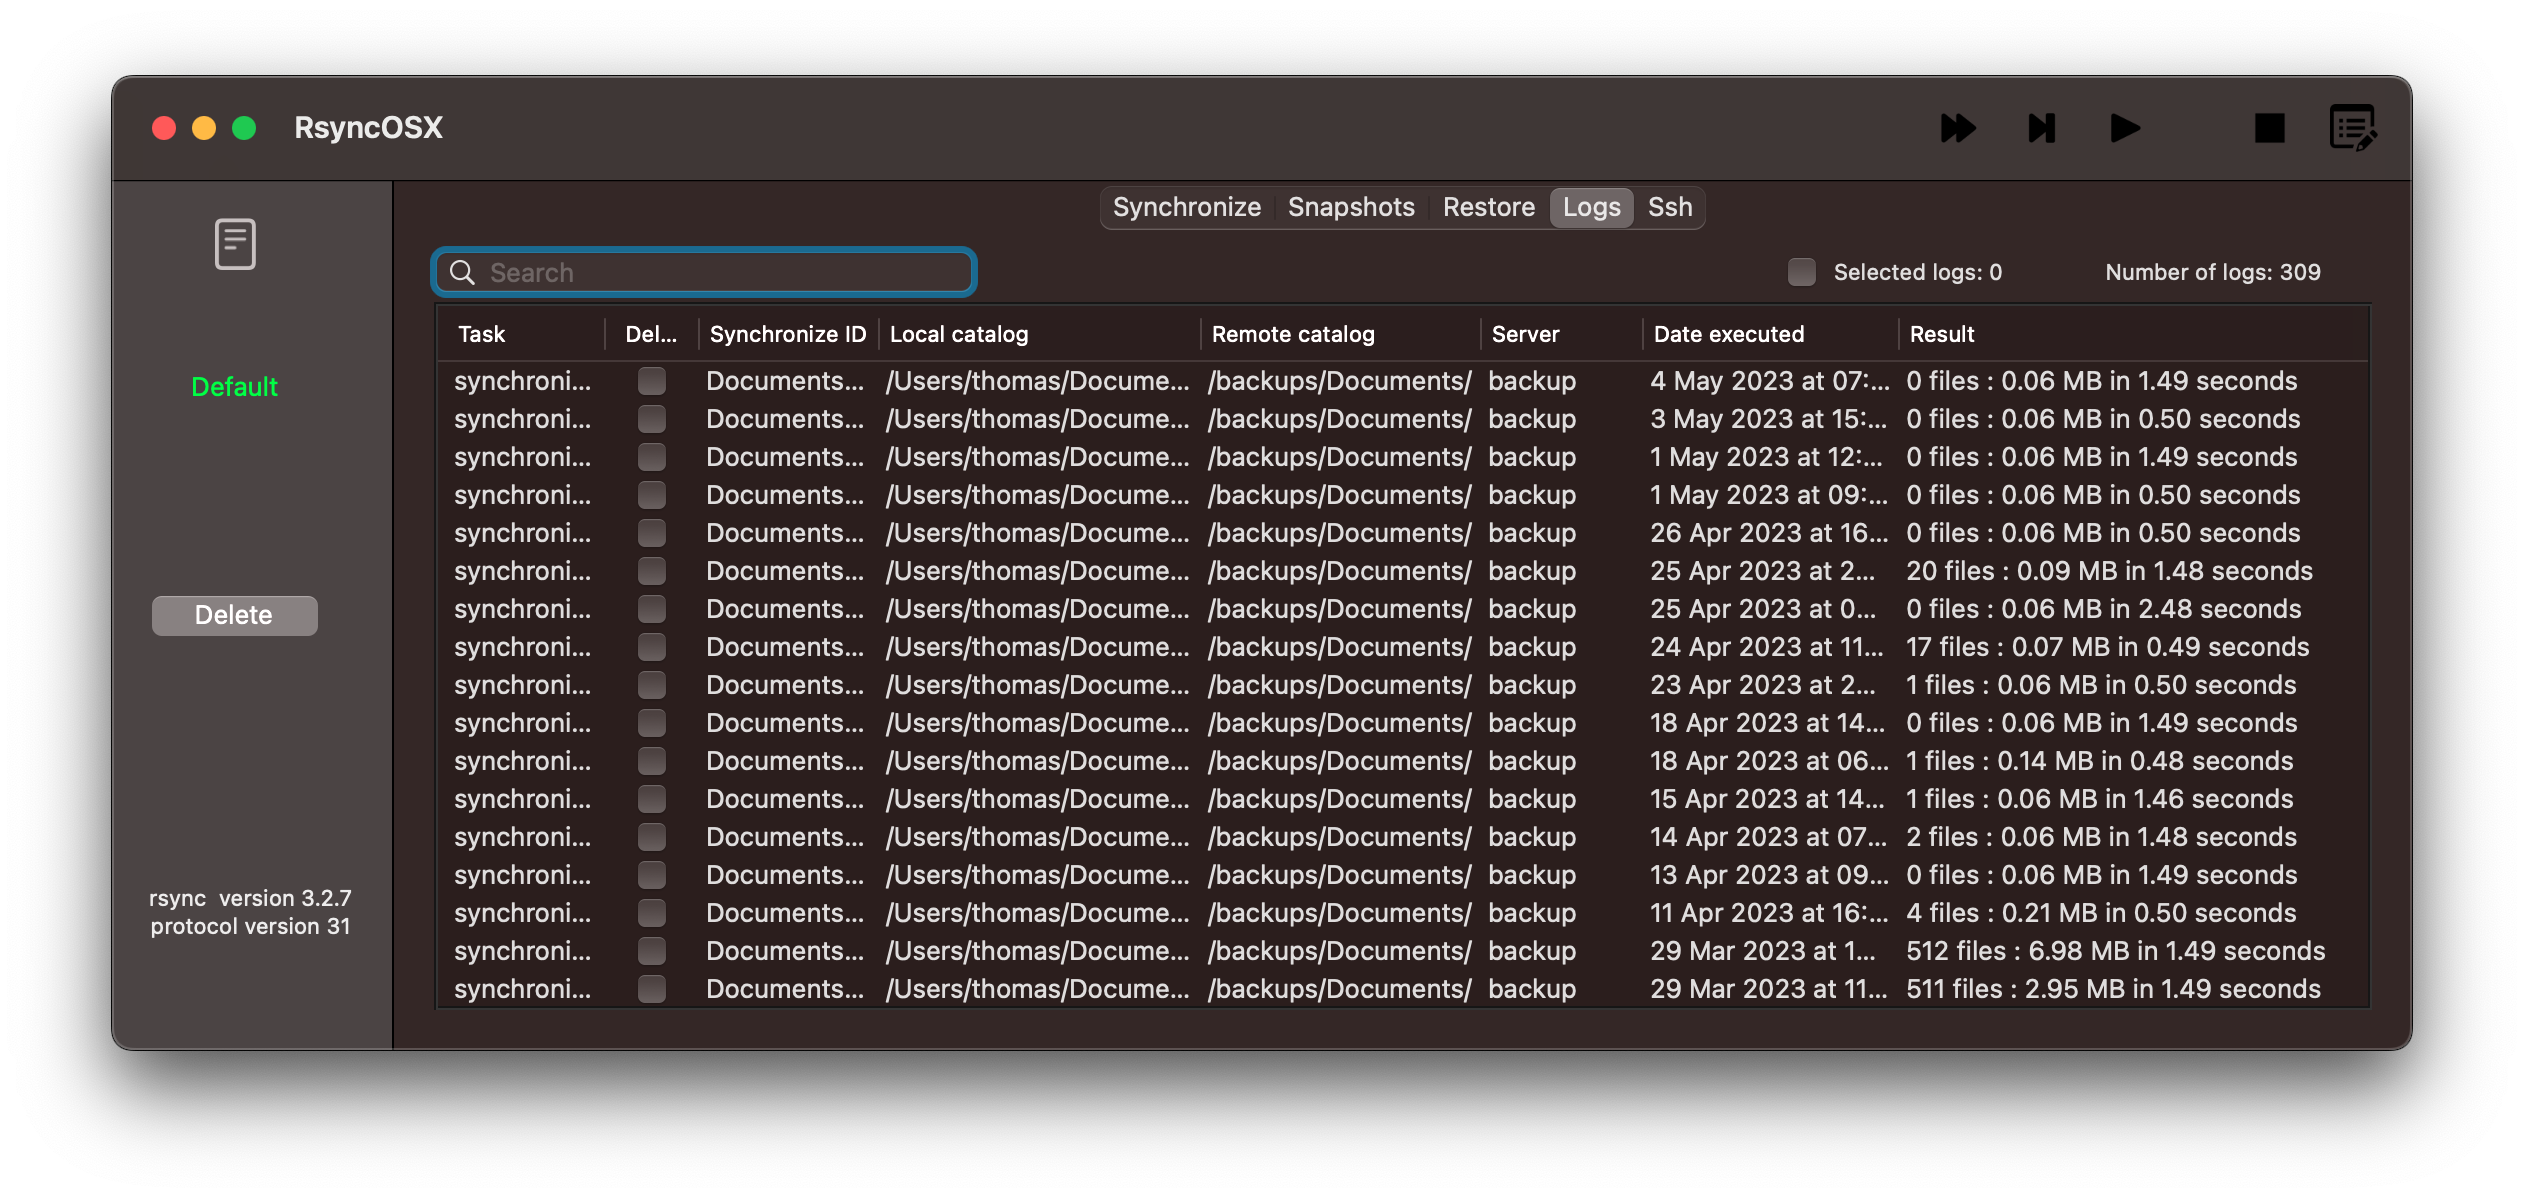 RsyncOSX
Synchronize Snapshots Restore Logs Ssh
Search
Selected logs: 0 Number of logs: 309
Default
Delete
rsync version 3.2.7
protocol version 31
Task Del... Synchronize ID Local catalog Remote catalog Server Date executed Result
synchroni... Documents... /Users/thomas/Docume... /backups/Documents/ backup 4 May 2023 at 07:... 0 files : 0.06 MB in 1.49 seconds
synchroni... Documents... /Users/thomas/Docume... /backups/Documents/ backup 3 May 2023 at 15:... 0 files : 0.06 MB in 0.50 seconds
synchroni... Documents... /Users/thomas/Docume... /backups/Documents/ backup 1 May 2023 at 12:... 0 files : 0.06 MB in 1.49 seconds
synchroni... Documents... /Users/thomas/Docume... /backups/Documents/ backup 1 May 2023 at 09:... 0 files : 0.06 MB in 0.50 seconds
synchroni... Documents... /Users/thomas/Docume... /backups/Documents/ backup 26 Apr 2023 at 16... 0 files : 0.06 MB in 0.50 seconds
synchroni... Documents... /Users/thomas/Docume... /backups/Documents/ backup 25 Apr 2023 at 2... 20 files : 0.09 MB in 1.48 seconds
synchroni... Documents... /Users/thomas/Docume... /backups/Documents/ backup 25 Apr 2023 at 0... 0 files : 0.06 MB in 2.48 seconds
synchroni... Documents... /Users/thomas/Docume... /backups/Documents/ backup 24 Apr 2023 at 11... 17 files : 0.07 MB in 0.49 seconds
synchroni... Documents... /Users/thomas/Docume... /backups/Documents/ backup 23 Apr 2023 at 2... 1 files : 0.06 MB in 0.50 seconds
synchroni... Documents... /Users/thomas/Docume... /backups/Documents/ backup 18 Apr 2023 at 14... 0 files : 0.06 MB in 1.49 seconds
synchroni... Documents... /Users/thomas/Docume... /backups/Documents/ backup 18 Apr 2023 at 06... 1 files : 0.14 MB in 0.48 seconds
synchroni... Documents... /Users/thomas/Docume... /backups/Documents/ backup 15 Apr 2023 at 14... 1 files : 0.06 MB in 1.46 seconds
synchroni... Documents... /Users/thomas/Docume... /backups/Documents/ backup 14 Apr 2023 at 07... 2 files : 0.06 MB in 1.48 seconds
synchroni... Documents... /Users/thomas/Docume... /backups/Documents/ backup 13 Apr 2023 at 09... 0 files : 0.06 MB in 1.49 seconds
synchroni... Documents... /Users/thomas/Docume... /backups/Documents/ backup 11 Apr 2023 at 16:... 4 files : 0.21 MB in 0.50 seconds
synchroni... Documents... /Users/thomas/Docume... /backups/Documents/ backup 29 Mar 2023 at 1... 512 files : 6.98 MB in 1.49 seconds
synchroni... Documents... /Users/thomas/Docume... /backups/Documents/ backup 29 Mar 2023 at 11... 511 files : 2.95 MB in 1.49 seconds